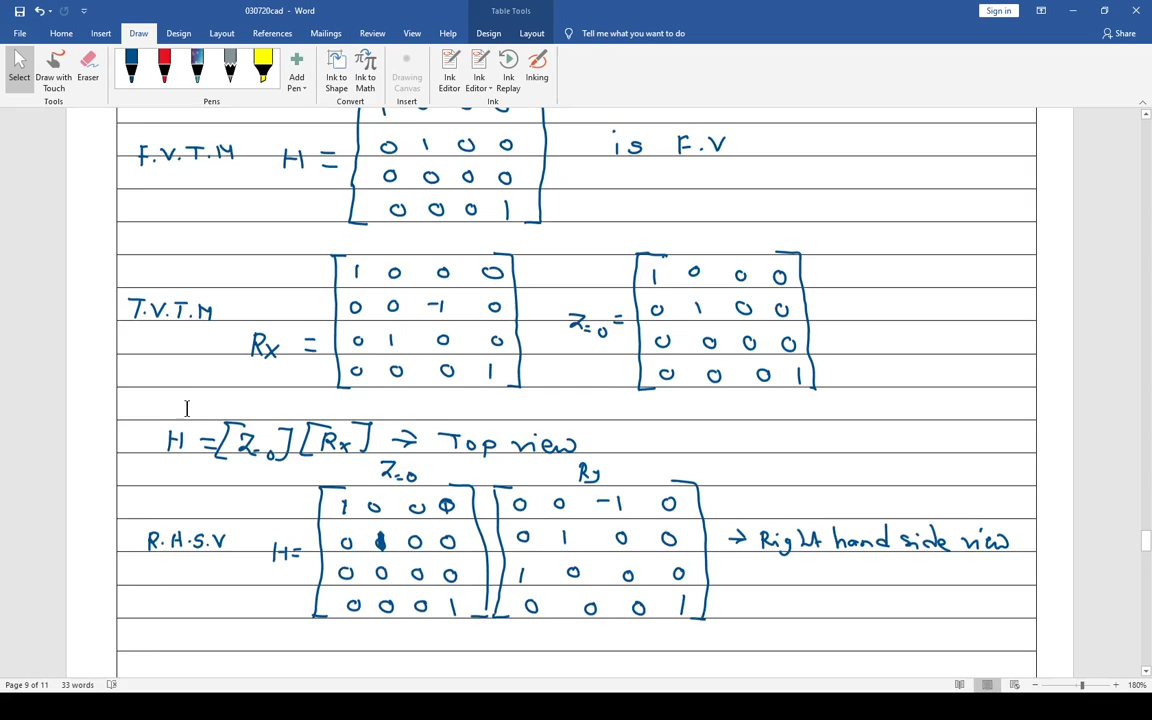 030720cad - Word
Table Tools
Sign in
File Home Insert Draw Design Layout References Mailings Review View Help Design Layout Tell me what you want to do Share
Select Draw with Touch Eraser Add Pen Ink to Shape Ink to Math Drawing Canvas Ink Editor Ink Editor Ink Replay Inking
Tools Pens Convert Insert Ink
1 0 0 0
F.V.T.M H = 0 1 0 0 is F.V
0 0 0 0
0 0 0 1
1 0 0 0 1 0 0 0
T.V.T.M 0 0 -1 0 Z=0 = 0 1 0 0
Rx = 0 1 0 0 0 0 0 0
0 0 0 1 0 0 0 1
H = [Z=0] [Rx] → Top view
Z=0 Ry
1 0 0 0 0 0 -1 0
R.H.S.V H = 0 1 0 0 0 1 0 0 → Right hand side view
0 0 0 0 1 0 0 0
0 0 0 1 0 0 0 1
Page 9 of 11 33 words 180%